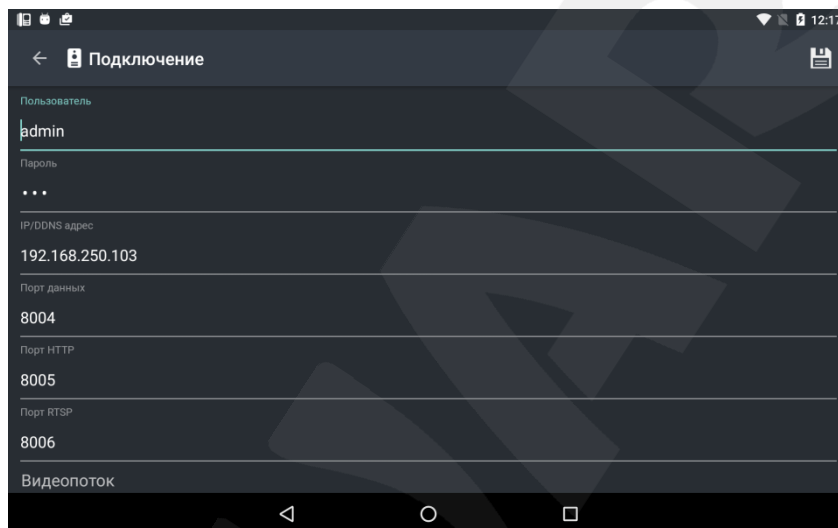 12:17
Подключение
Пользователь
admin
Пароль
•••
IP/DDNS адрес
192.168.250.103
Порт данных
8004
Порт HTTP
8005
Порт RTSP
8006
Видеопоток